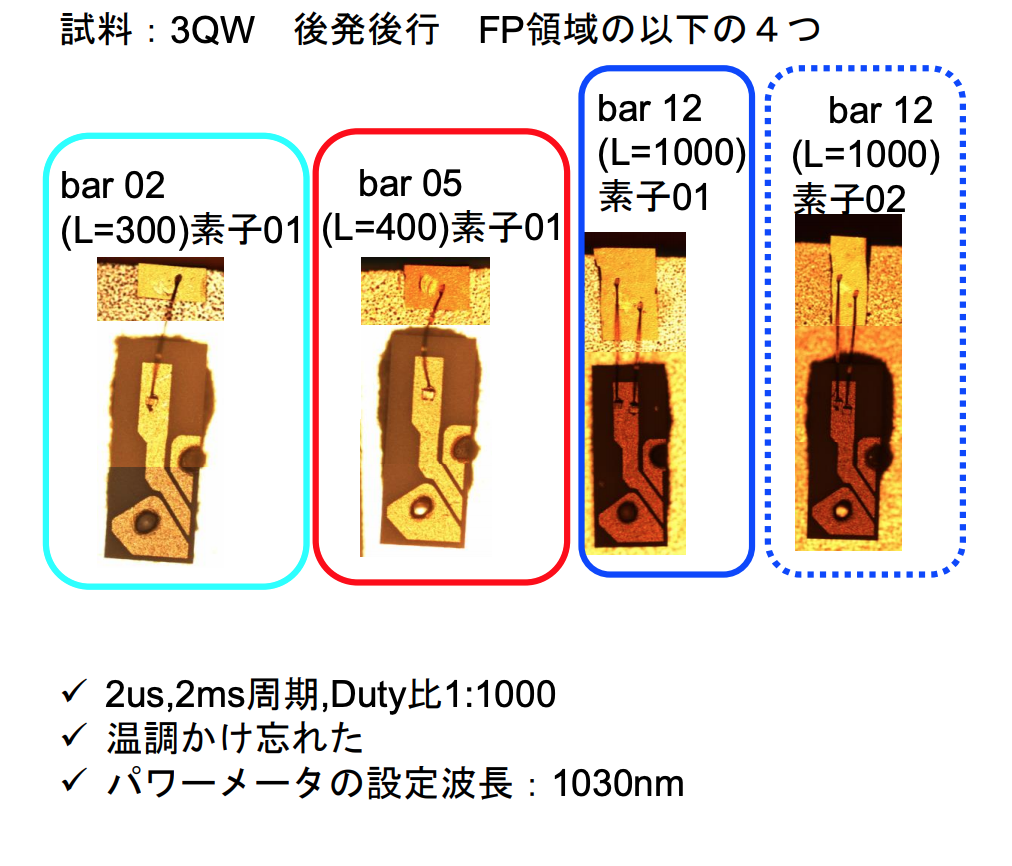 試料：3QW　後発後行　FP領域の以下の４つ
bar 02
(L=300)素子01
bar 05
(L=400)素子01
bar 12
(L=1000)
素子01
bar 12
(L=1000)
素子02
✓ 2us,2ms周期,Duty比1:1000
✓ 温調かけ忘れた
✓ パワーメータの設定波長：1030nm